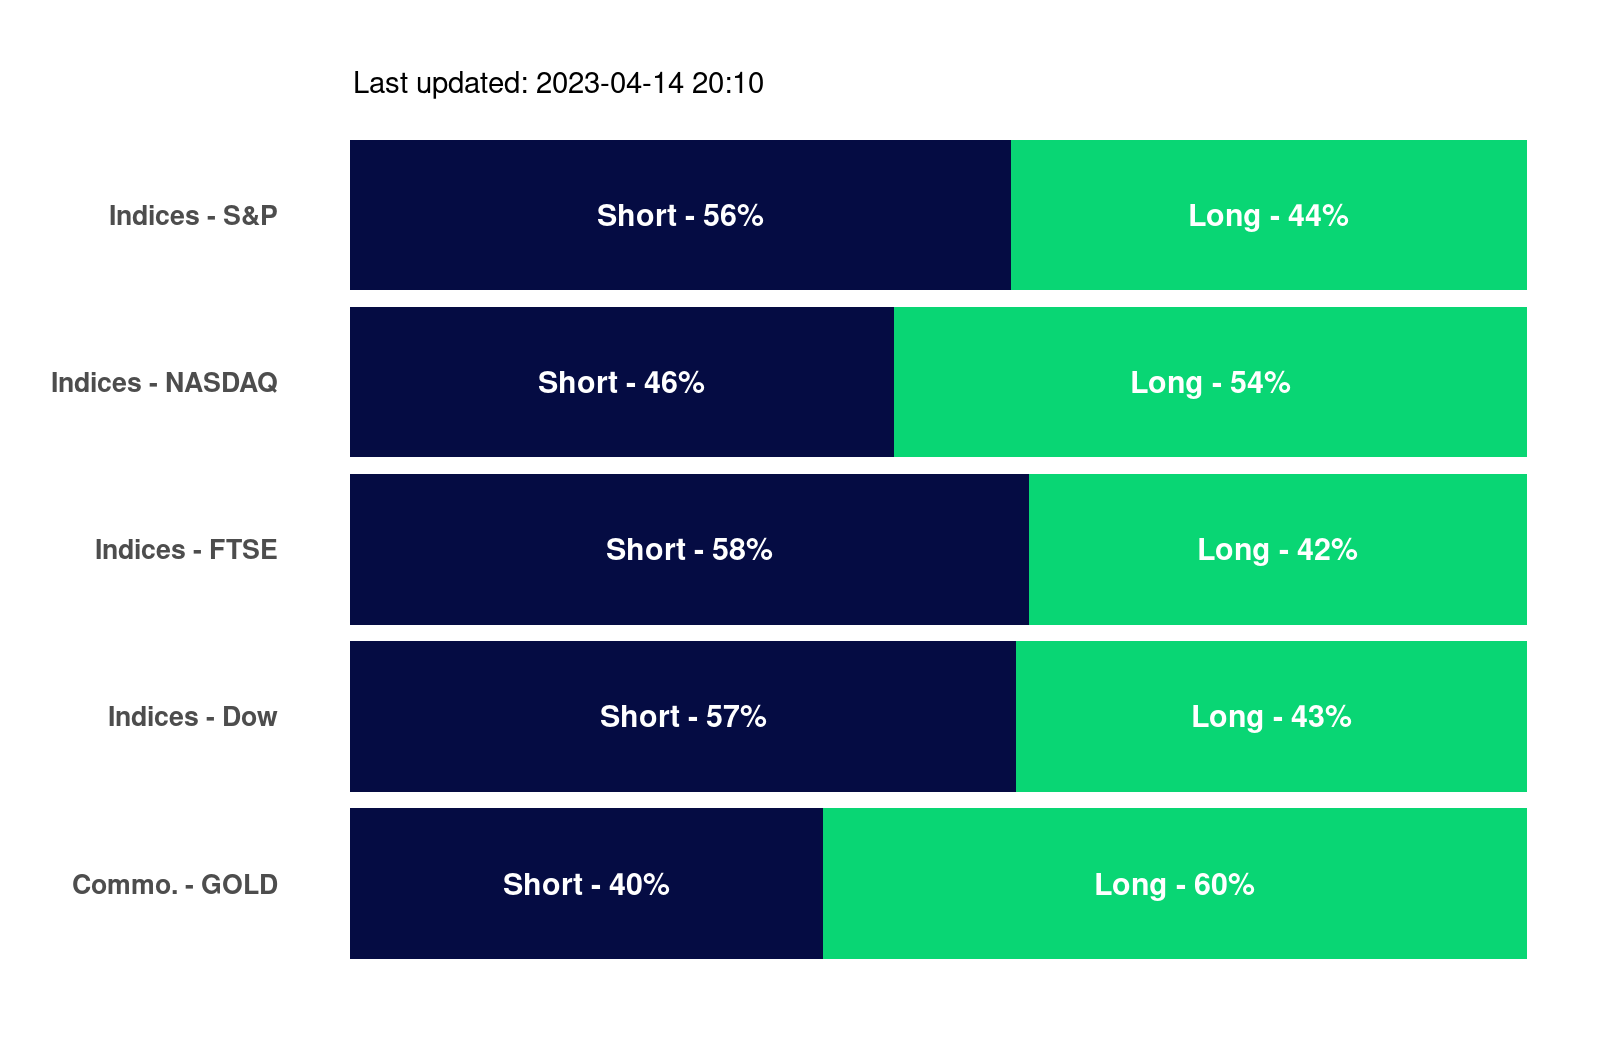 Last updated: 2023-04-14 20:10
Indices - S&P Short - 56% Long - 44%
Indices - NASDAQ Short - 46% Long - 54%
Indices - FTSE Short - 58% Long - 42%
Indices - Dow Short - 57% Long - 43%
Commo. - GOLD Short - 40% Long - 60%